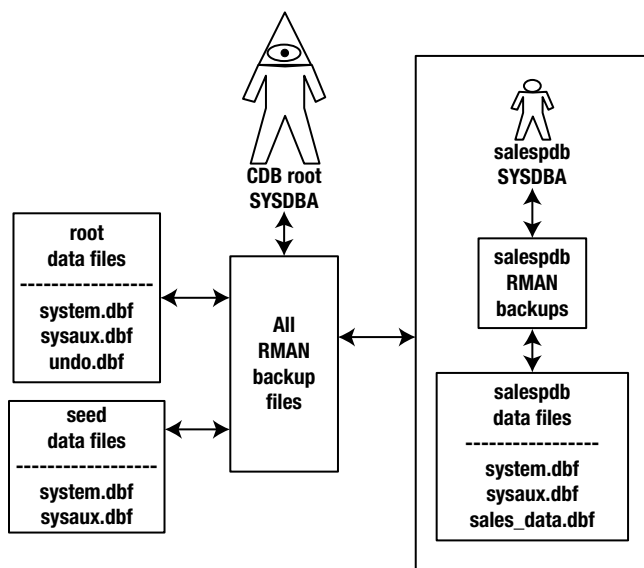 CDB root
SYSDBA
root
data files
--------------------
system.dbf
sysaux.dbf
undo.dbf
seed
data files
--------------------
system.dbf
sysaux.dbf
All
RMAN
backup
files
salespdb
SYSDBA
salespdb
RMAN
backups
salespdb
data files
-------------------
system.dbf
sysaux.dbf
sales_data.dbf